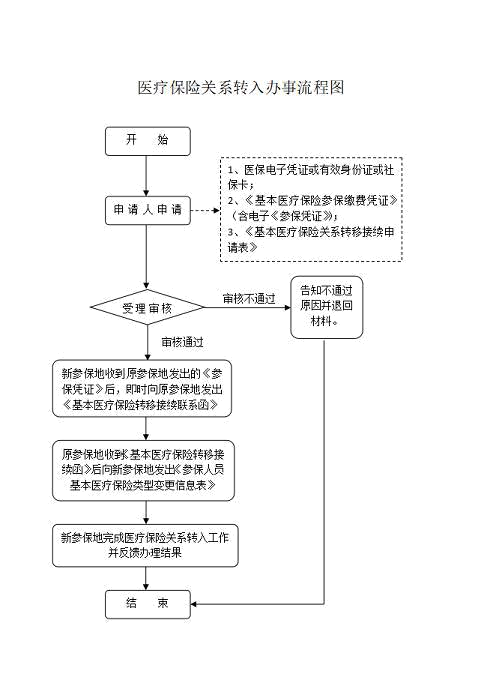 医疗保险关系转入办事流程图
开 始
申请人申请
1、医保电子凭证或有效身份证或社
保卡；
2、《基本医疗保险参保缴费凭证》
（含电子《参保凭证》）；
3、《基本医疗保险关系转移接续申
请表》
受理审核
审核不通过
告知不通过
原因并退回
材料。
审核通过
新参保地收到原参保地发出的《参
保凭证》后，即时向原参保地发出
《基本医疗保险转移接续联系函》
原参保地收到《基本医疗保险转移接
续函》后向新参保地发出《参保人员
基本医疗保险类型变更信息表》
新参保地完成医疗保险关系转入工作
并反馈办理结果
结 束